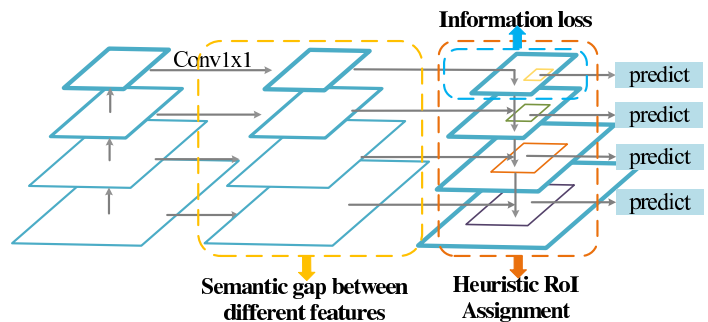 Information loss
Conv1x1
predict
predict
predict
predict
Semantic gap between
different features
Heuristic RoI
Assignment